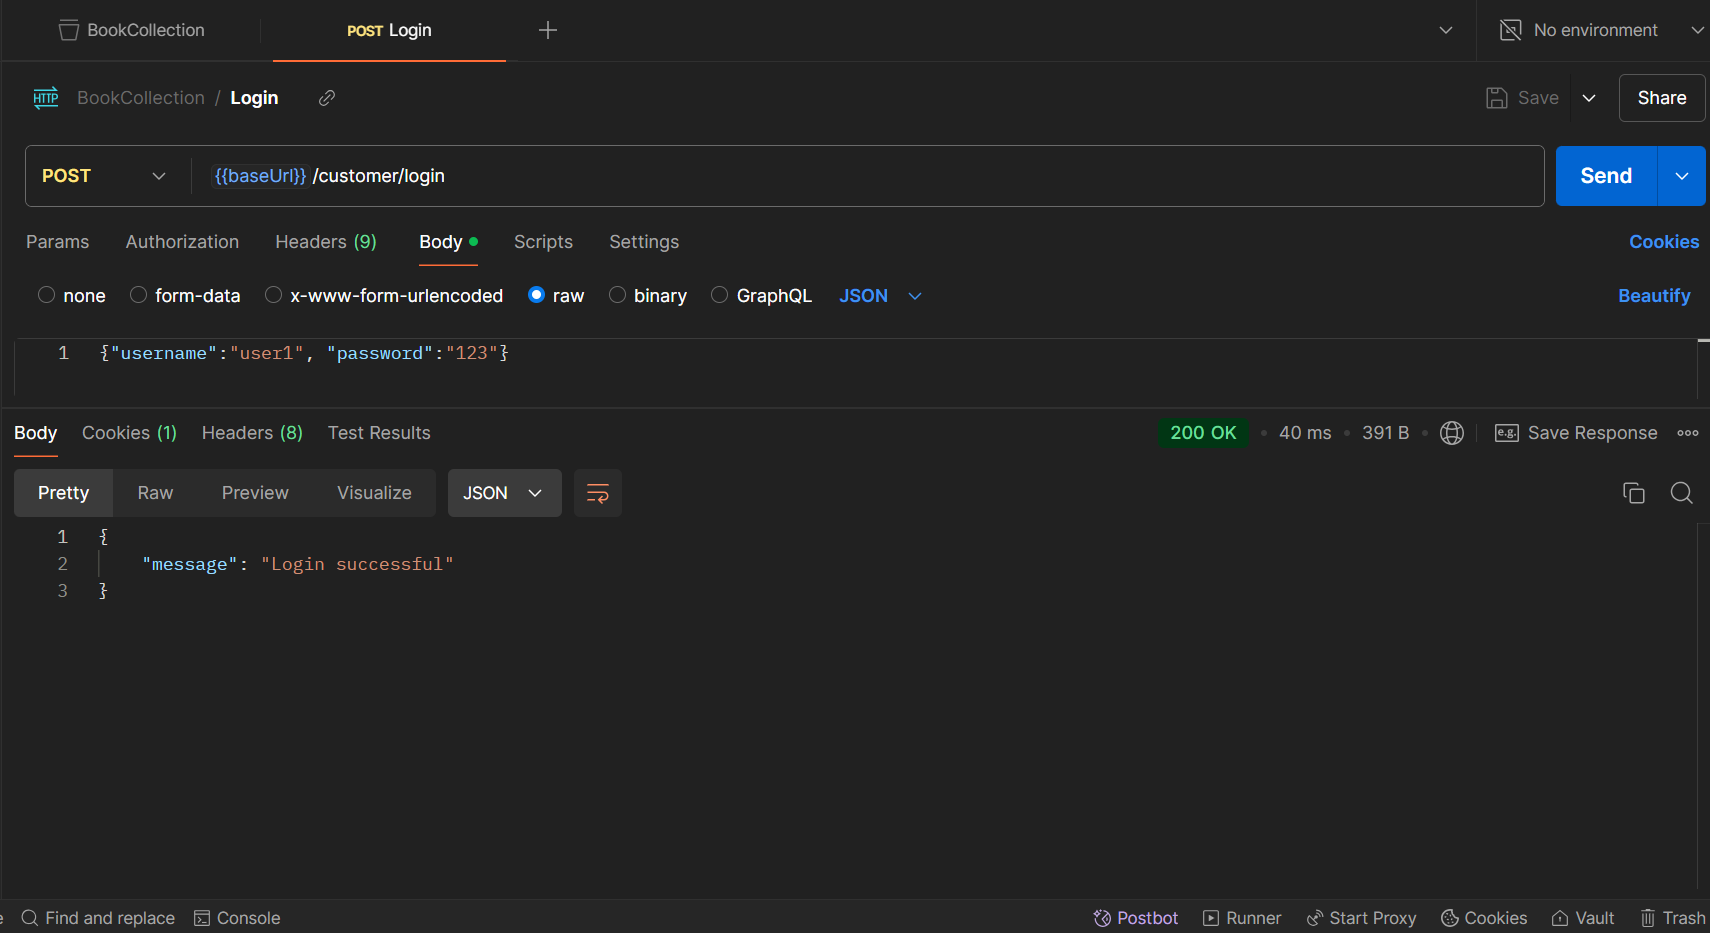 BookCollection POST Login No environment
HTTP BookCollection / Login Save Share
POST {{baseUrl}} /customer/login Send
Params Authorization Headers (9) Body Scripts Settings Cookies
none form-data x-www-form-urlencoded raw binary GraphQL JSON Beautify
1 {"username":"user1", "password":"123"}
Body Cookies (1) Headers (8) Test Results 200 OK • 40 ms • 391 B • e.g. Save Response
Pretty Raw Preview Visualize JSON
1 {
2 "message": "Login successful"
3 }
e Find and replace Console Postbot Runner Start Proxy Cookies Vault Trash